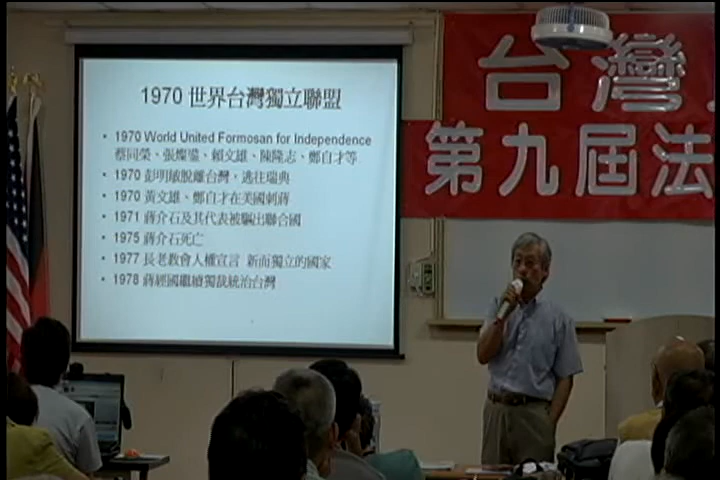 1970 世界台灣獨立聯盟
• 1970 World United Formosan for Independence
蔡同榮、張燦鍙、賴文雄、陳隆志、鄭自才等
• 1970 彭明敏脫離台灣，逃往瑞典
• 1970 黃文雄、鄭自才在美國刺蔣
• 1971 蔣介石及其代表被驅出聯合國
• 1975 蔣介石死亡
• 1977 長老教會人權宣言 新而獨立的國家
• 1978 蔣經國繼續獨裁統治台灣
台灣
第九屆法